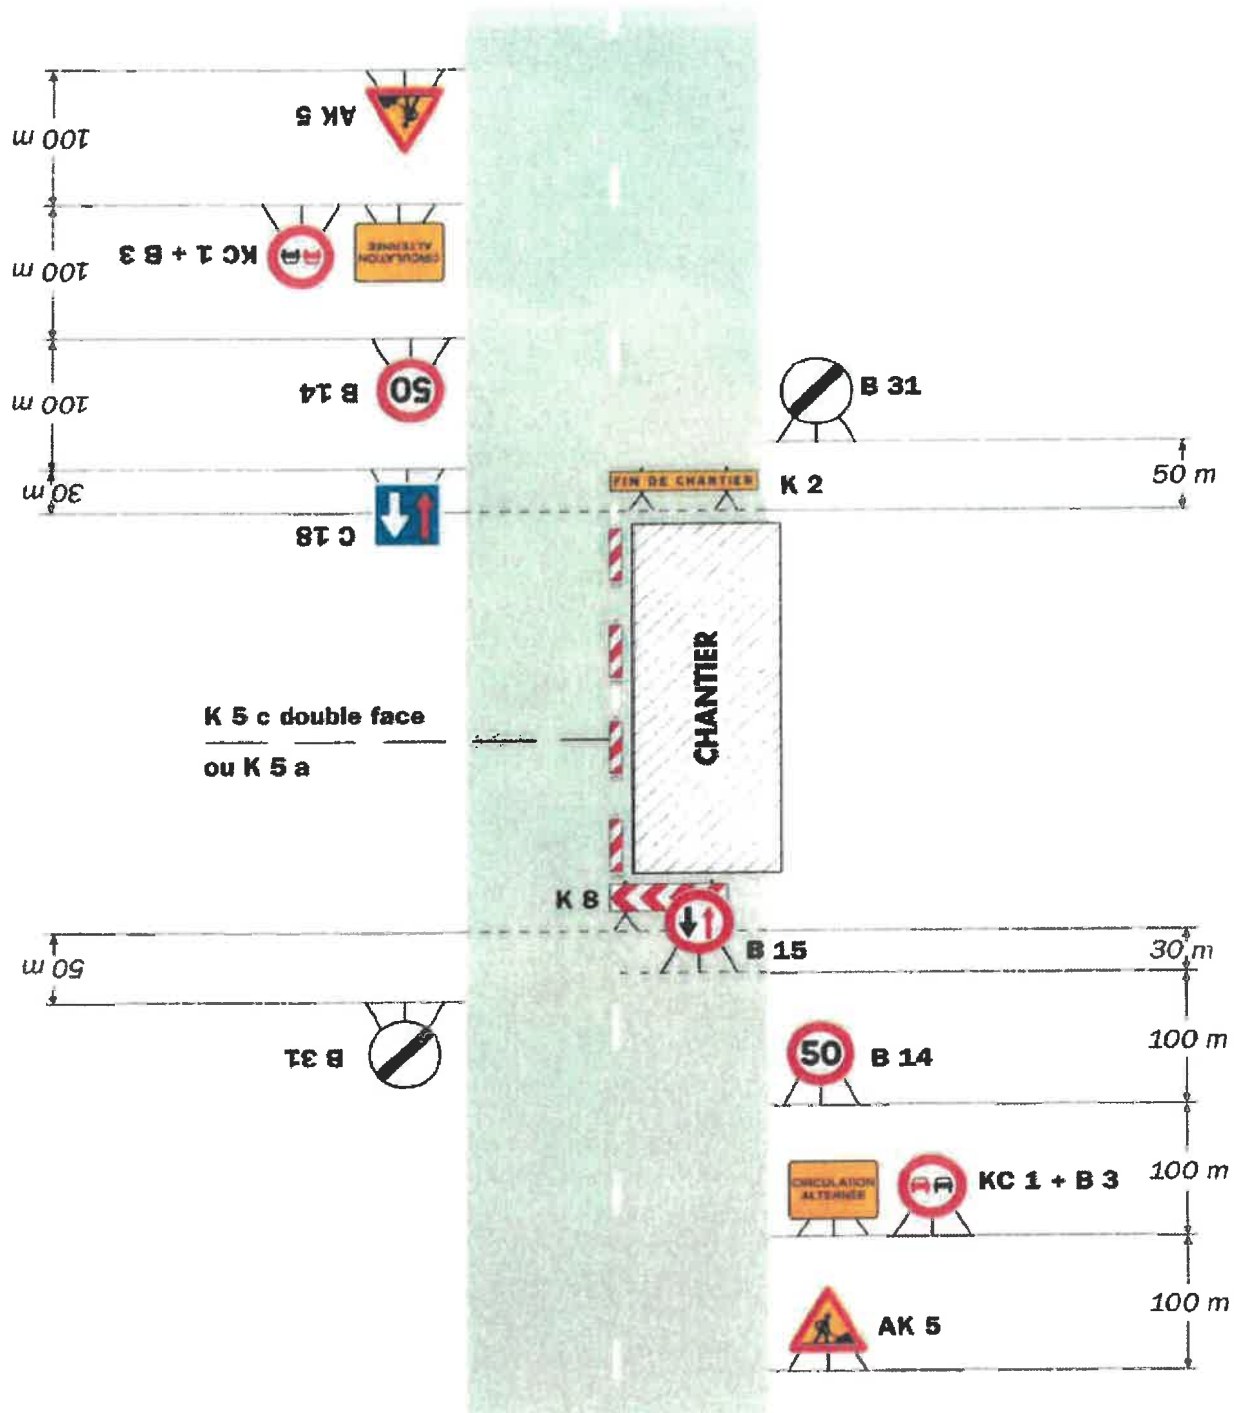 AK 5
100 m
CIRCULATION
ALTERNÉE
KC 1 + B 3
100 m
50
B 14
100 m
B 31
FIN DE CHANTIER
K 2
50 m
30 m
C 18
CHANTIER
K 5 c double face
ou K 5 a
K 8
B 15
30 m
50 m
B 31
50
B 14
100 m
CIRCULATION
ALTERNÉE
KC 1 + B 3
100 m
AK 5
100 m